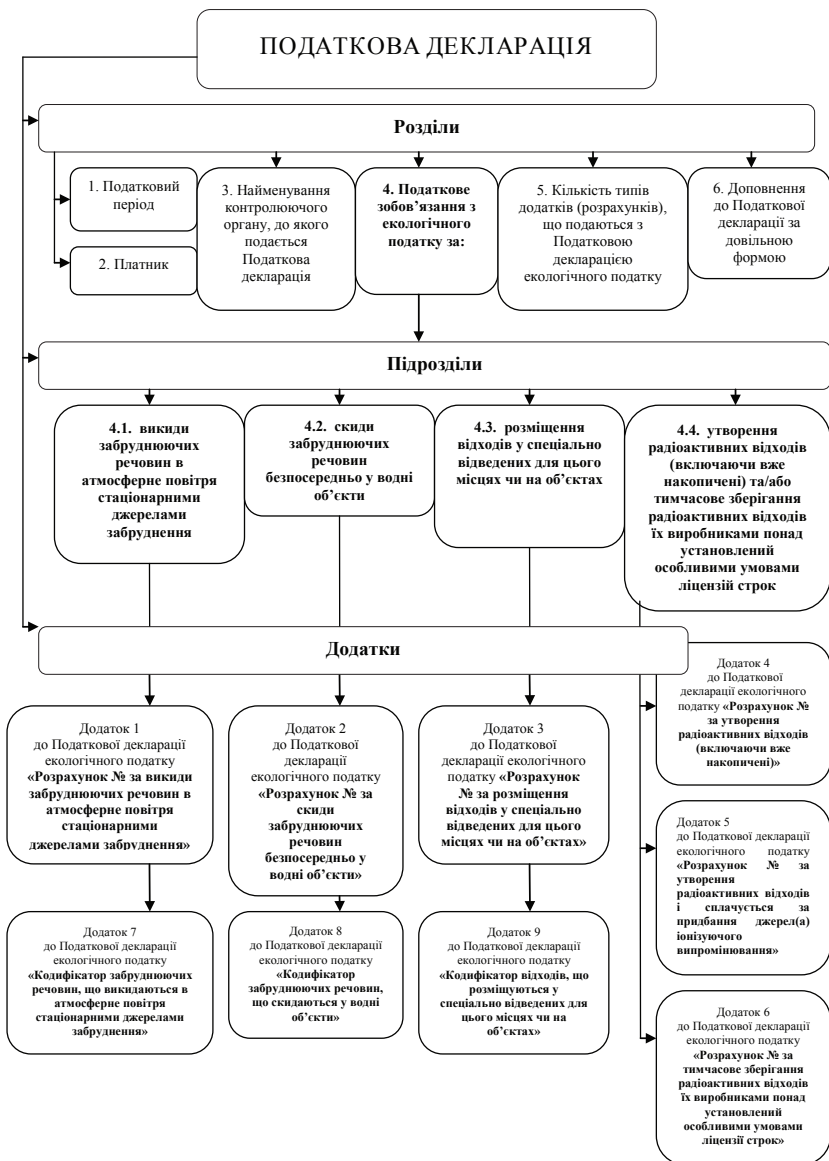 ПОДАТКОВА ДЕКЛАРАЦІЯ
Розділи
1. Податковий
період
2. Платник
3. Найменування
контролюючого
органу, до якого
подається
Податкова
декларація
4. Податкове
зобов’язання з
екологічного
податку за:
5. Кількість типів
додатків (розрахунків),
що подаються з
Податковою
декларацією
екологічного податку
6. Доповнення
до Податкової
декларації за
довільною
формою
Підрозділи
4.1. викиди
забруднюючих
речовин в
атмосферне повітря
стаціонарними
джерелами
забруднення
4.2. скиди
забруднюючих
речовин
безпосередньо у водні
об’єкти
4.3. розміщення
відходів у спеціально
відведених для цього
місцях чи на об’єктах
4.4. утворення
радіоактивних відходів
(включаючи вже
накопичені) та/або
тимчасове зберігання
радіоактивних відходів
їх виробниками понад
установлений
особливими умовами
ліцензій строк
Додатки
Додаток 1
до Податкової декларації
екологічного податку
«Розрахунок № за викиди
забруднюючих речовин в
атмосферне повітря
стаціонарними
джерелами забруднення»
Додаток 2
до Податкової
декларації
екологічного податку
«Розрахунок № за
скиди
забруднюючих
речовин
безпосередньо у
водні об’єкти»
Додаток 3
до Податкової
декларації екологічного
податку «Розрахунок
№ за розміщення
відходів у спеціально
відведених для цього
місцях чи на об’єктах»
Додаток 4
до Податкової
декларації екологічного
податку «Розрахунок №
за утворення
радіоактивних відходів
(включаючи вже
накопичені)»
Додаток 5
до Податкової декларації
екологічного податку
«Розрахунок № за
утворення
радіоактивних відходів
і сплачується за
придбання джерел(а)
іонізуючого
випромінювання»
Додаток 7
до Податкової декларації
екологічного податку
«Кодифікатор забруднюючих
речовин, що викидаються в
атмосферне повітря
стаціонарними джерелами
забруднення»
Додаток 8
до Податкової декларації
екологічного податку
«Кодифікатор
забруднюючих речовин,
що скидаються у водні
об’єкти»
Додаток 9
до Податкової декларації
екологічного податку
«Кодифікатор відходів, що
розміщуються у
спеціально відведених для
цього місцях чи на
об’єктах»
Додаток 6
до Податкової декларації
екологічного податку
«Розрахунок № за
тимчасове зберігання
радіоактивних відходів
їх виробниками понад
установлений
особливими умовами
ліцензії строк»